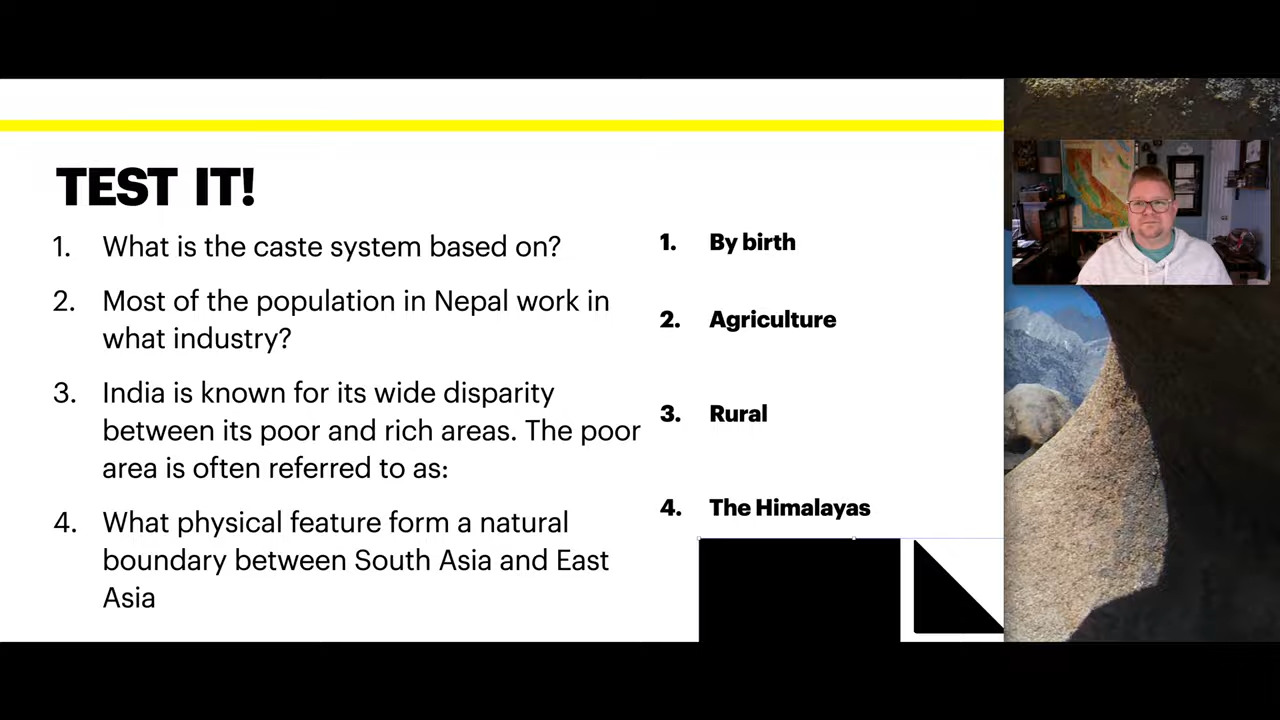 TEST IT!
1. What is the caste system based on?
2. Most of the population in Nepal work in
what industry?
3. India is known for its wide disparity
between its poor and rich areas. The poor
area is often referred to as:
4. What physical feature form a natural
boundary between South Asia and East
Asia
1. By birth
2. Agriculture
3. Rural
4. The Himalayas